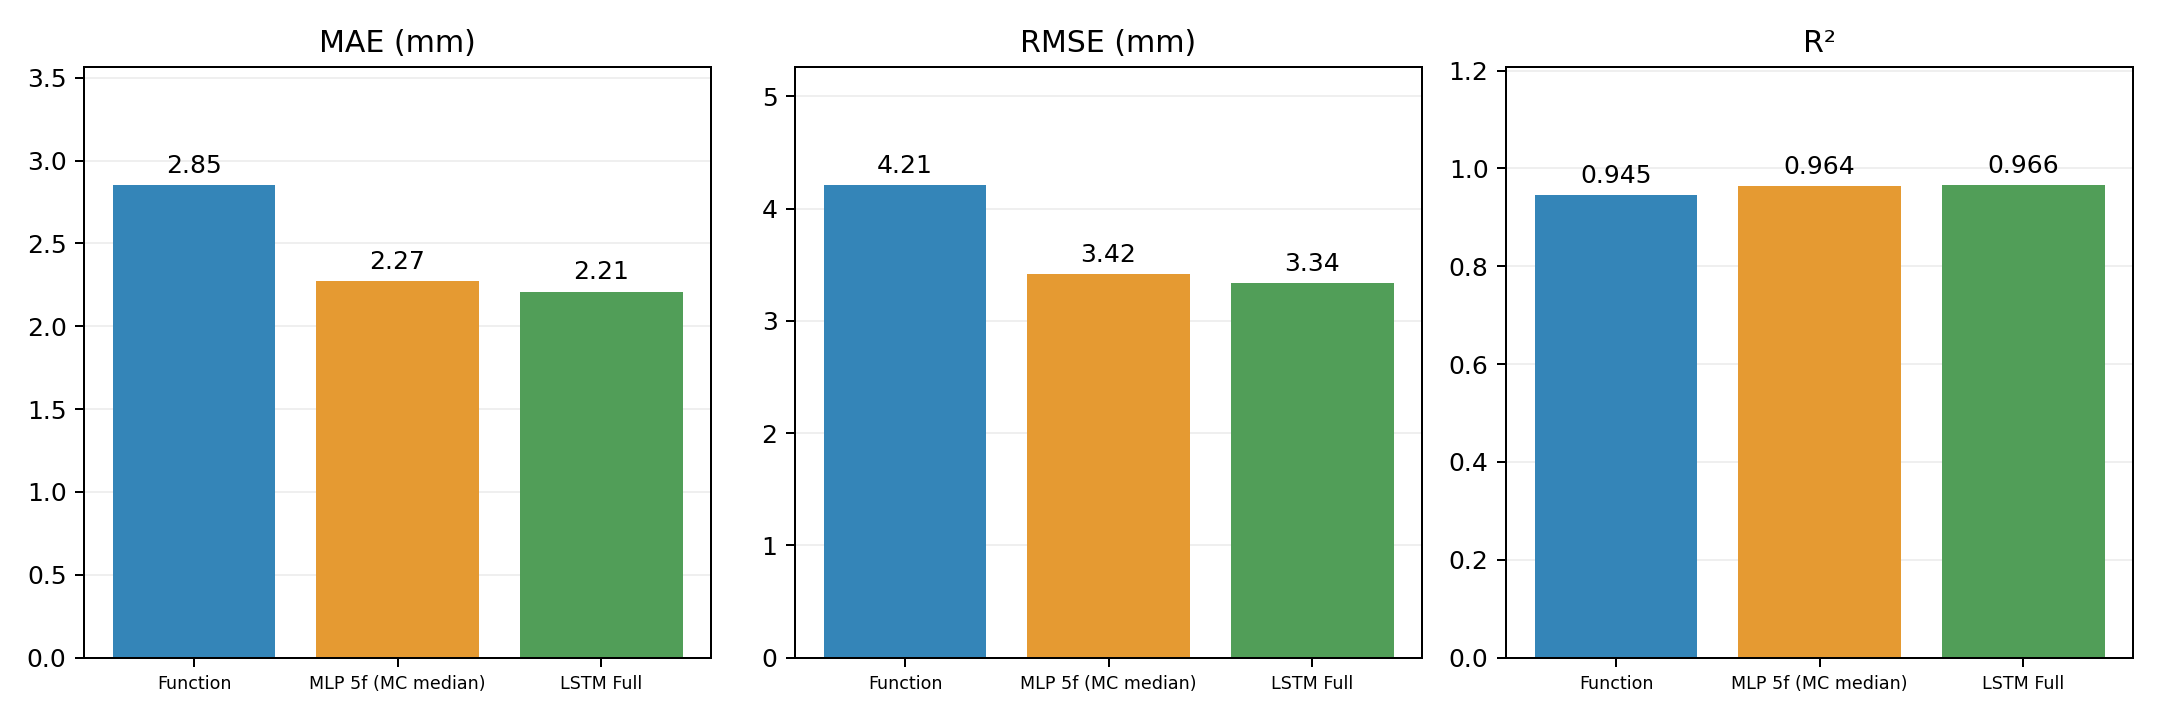 MAE (mm)
3.5
3.0
2.5
2.0
1.5
1.0
0.5
0.0
2.85
2.27
2.21
Function
MLP 5f (MC median)
LSTM Full
RMSE (mm)
5
4
3
2
1
0
4.21
3.42
3.34
Function
MLP 5f (MC median)
LSTM Full
R²
1.2
1.0
0.8
0.6
0.4
0.2
0.0
0.945
0.964
0.966
Function
MLP 5f (MC median)
LSTM Full